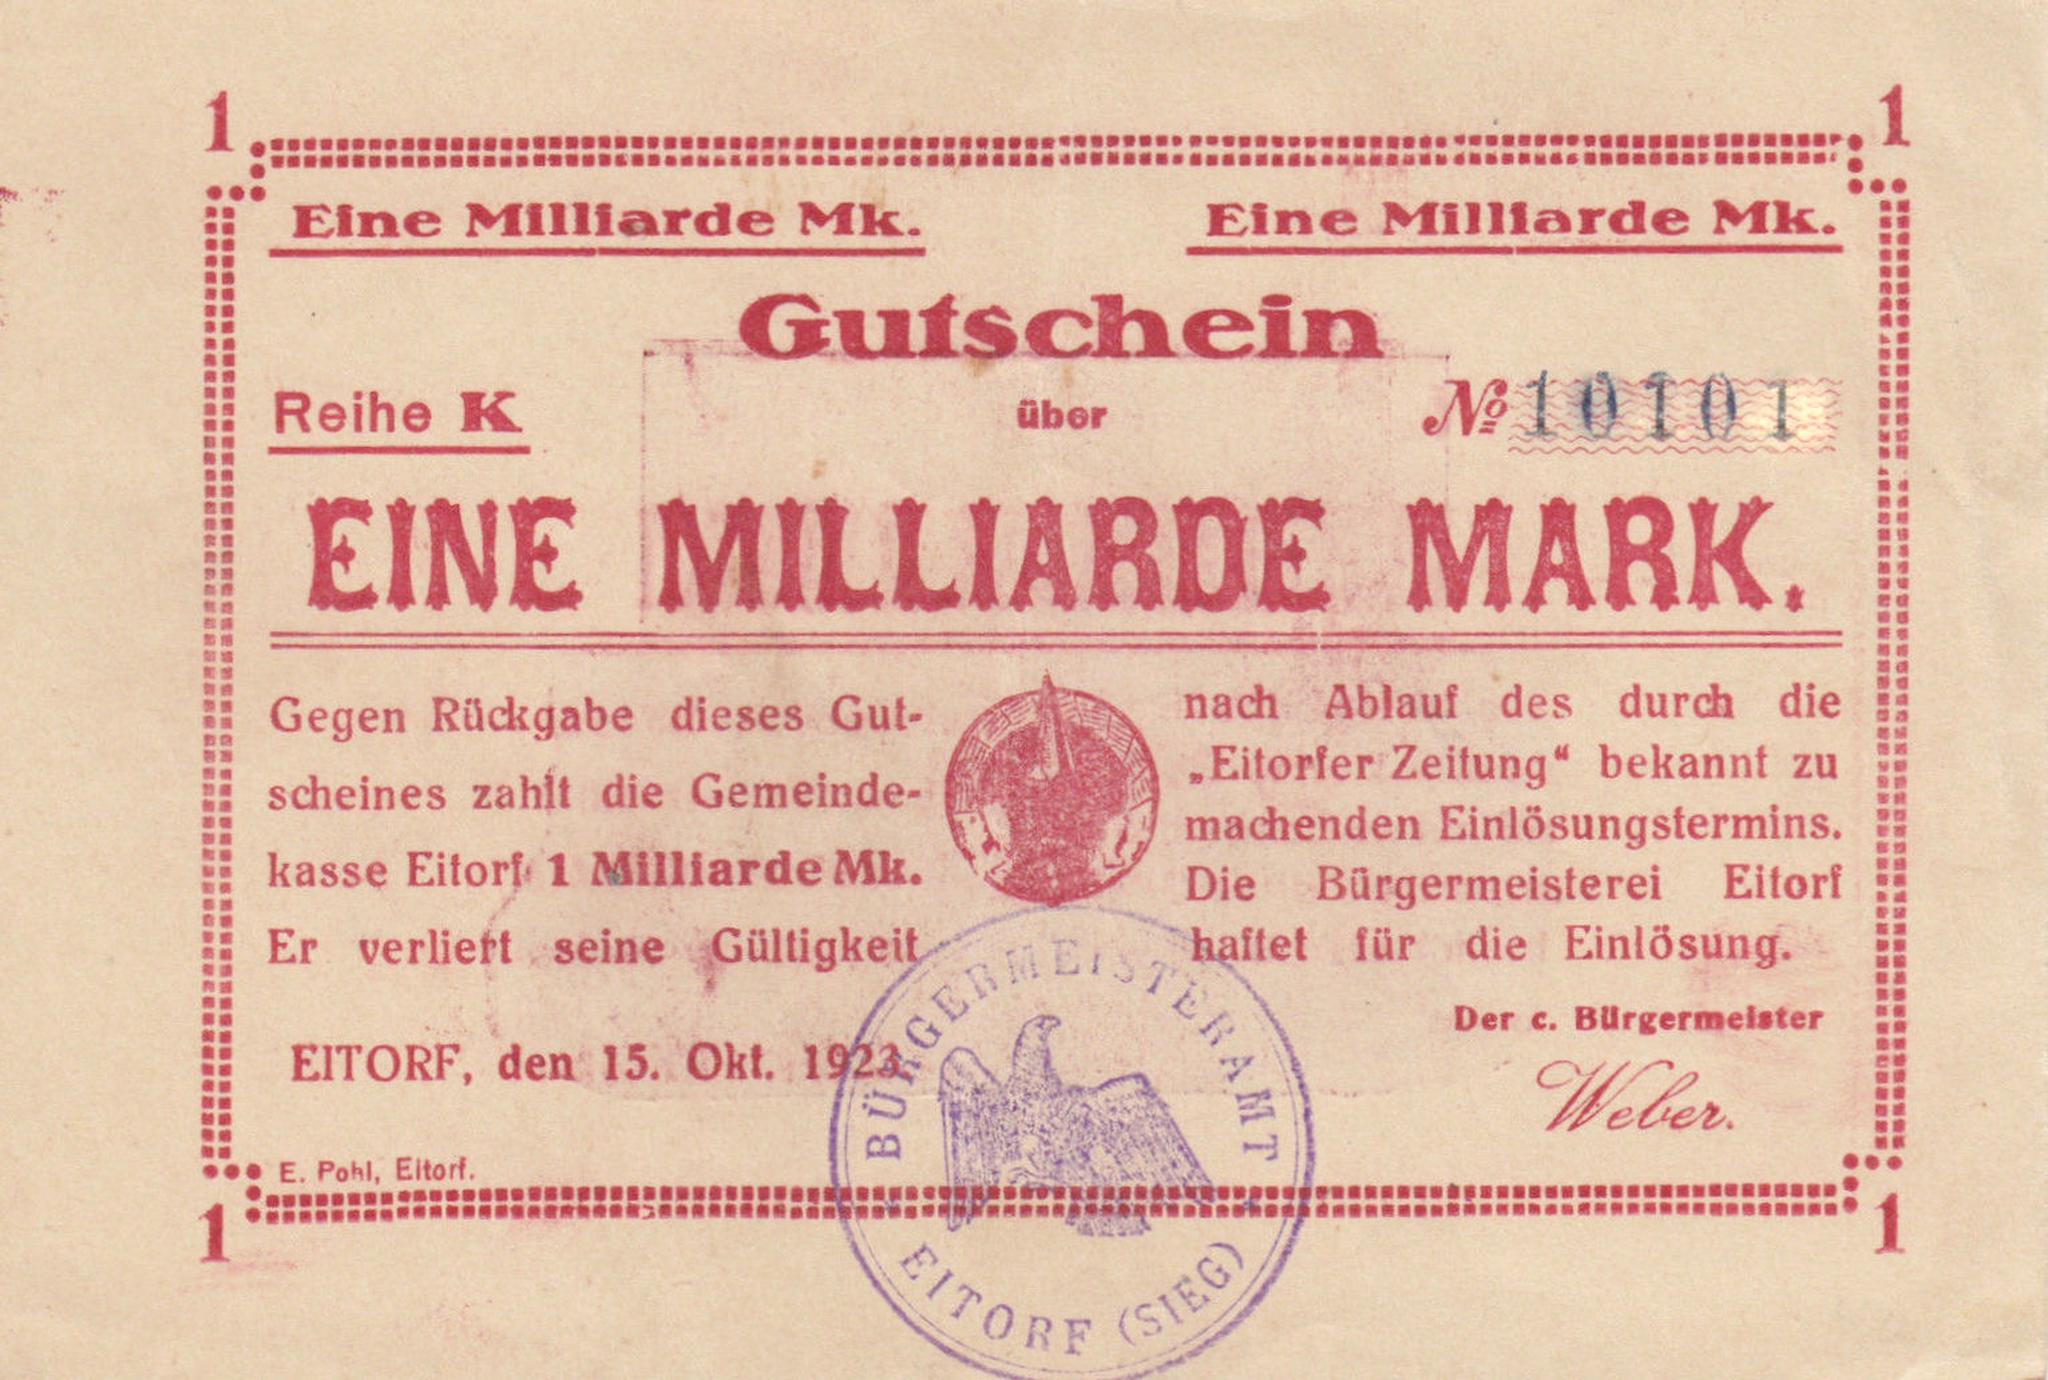 1 1
Eine Milliarde Mk. Eine Milliarde Mk.
Gutschein
Reihe K über № 10101
EINE MILLIARDE MARK.
Gegen Rückgabe dieses Gut-
scheines zahlt die Gemeinde-
kasse Eitorf 1 Milliarde Mk.
Er verliert seine Gültigkeit
nach Ablauf des durch die
„Eitorfer Zeitung“ bekannt zu
machenden Einlösungstermins.
Die Bürgermeisterei Eitorf
haftet für die Einlösung.
EITORF, den 15. Okt. 1923.
Der c. Bürgermeister
Weber.
E. Pohl, Eitorf.
BÜRGERMEISTERAMT
EITORF (SIEG)
1 1